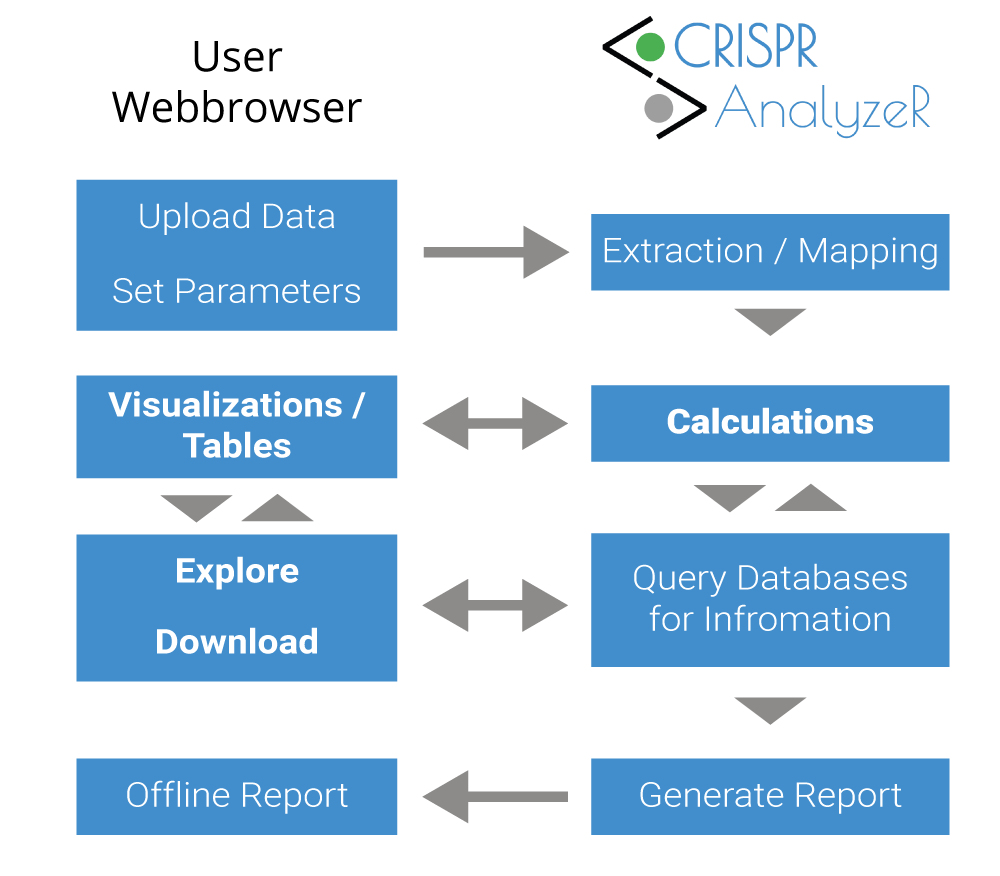 User
Webbrowser
CRISPR
AnalyzeR
Upload Data
Set Parameters
Extraction / Mapping
Visualizations /
Tables
Calculations
Explore
Download
Query Databases
for Infromation
Offline Report
Generate Report